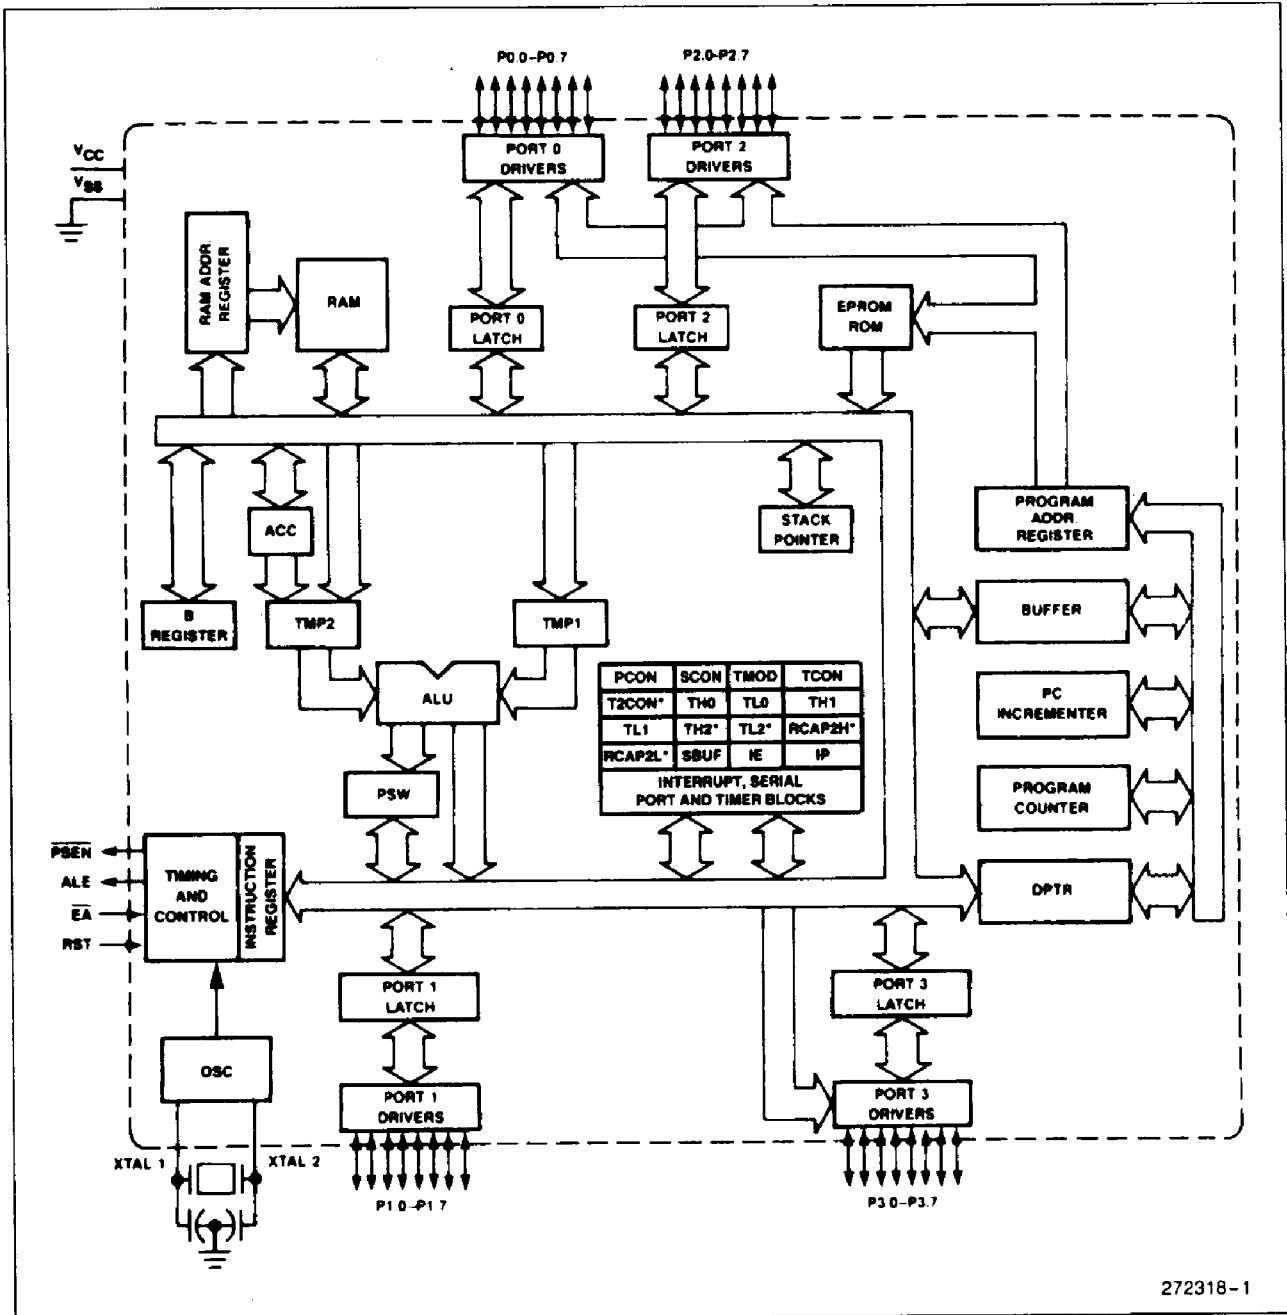 P0.0-P0.7
P2.0-P2.7
VCC
VSS
PORT 0
DRIVERS
PORT 2
DRIVERS
RAM ADDR.
REGISTER
RAM
PORT 0
LATCH
PORT 2
LATCH
EPROM
ROM
ACC
STACK
POINTER
PROGRAM
ADDR.
REGISTER
B
REGISTER
TMP2
TMP1
BUFFER
ALU
PCON SCON TMOD TCON
T2CON* TH0 TL0 TH1
TL1 TH2* TL2* RCAP2H*
RCAP2L* SBUF IE IP
INTERRUPT, SERIAL
PORT AND TIMER BLOCKS
PC
INCREMENTER
PSW
PROGRAM
COUNTER
PSEN
ALE
EA
RST
TIMING
AND
CONTROL
INSTRUCTION
REGISTER
DPTR
PORT 1
LATCH
PORT 3
LATCH
OSC
PORT 1
DRIVERS
PORT 3
DRIVERS
XTAL 1
XTAL 2
P1.0-P1.7
P3.0-P3.7
272318-1